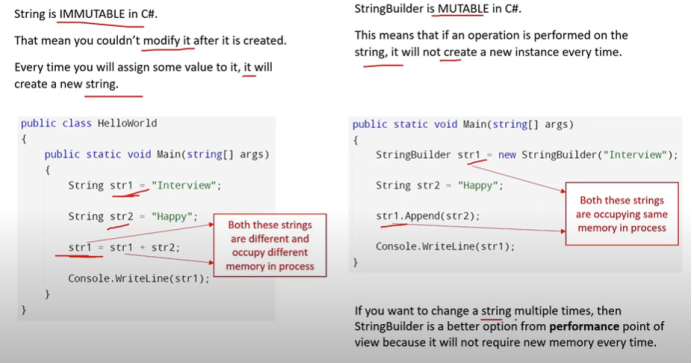 String is IMMUTABLE in C#.
That mean you couldn't modify it after it is created.
Every time you will assign some value to it, it will
create a new string.
public class HelloWorld
{
public static void Main(string[] args)
{
String str1 = "Interview";
String str2 = "Happy";
str1 = str1 + str2;
Console.WriteLine(str1);
}
}
Both these strings
are different and
occupy different
memory in process
StringBuilder is MUTABLE in C#.
This means that if an operation is performed on the
string, it will not create a new instance every time.
public static void Main(string[] args)
{
StringBuilder str1 = new StringBuilder("Interview");
String str2 = "Happy";
str1.Append(str2);
Console.WriteLine(str1);
}
Both these strings
are occupying same
memory in process
If you want to change a string multiple times, then
StringBuilder is a better option from performance point of
view because it will not require new memory every time.